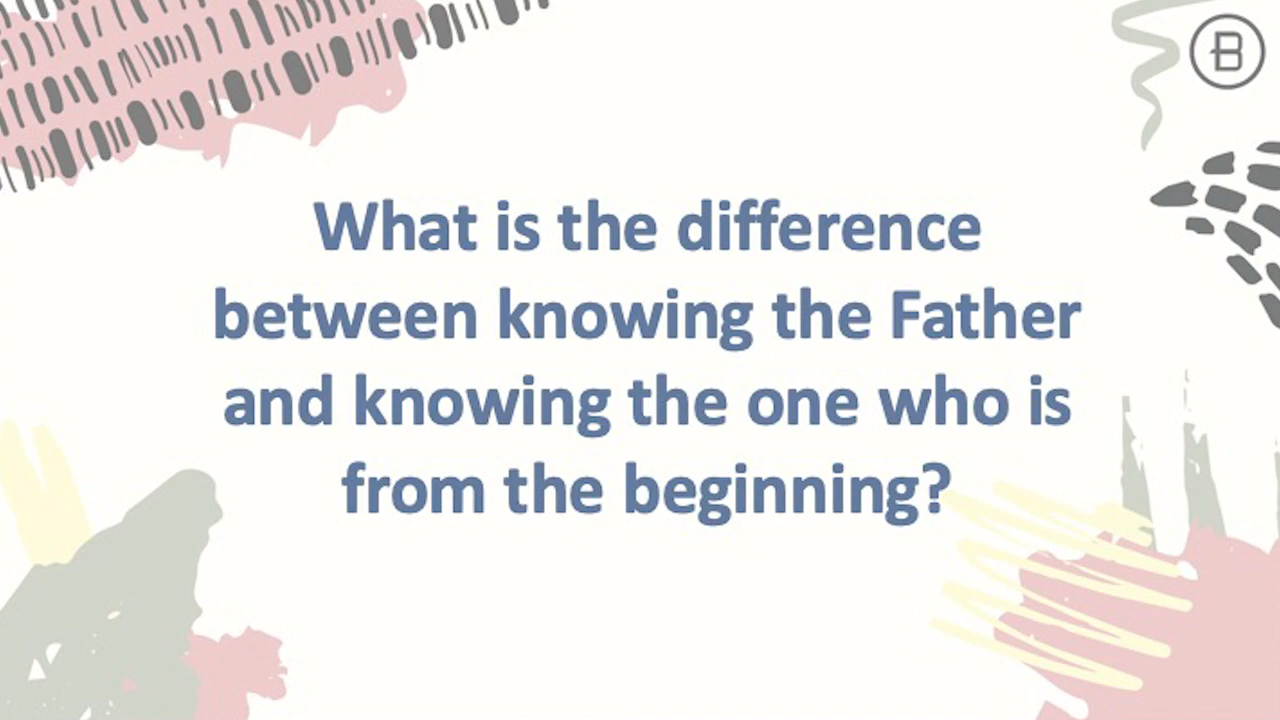 B
What is the difference
between knowing the Father
and knowing the one who is
from the beginning?